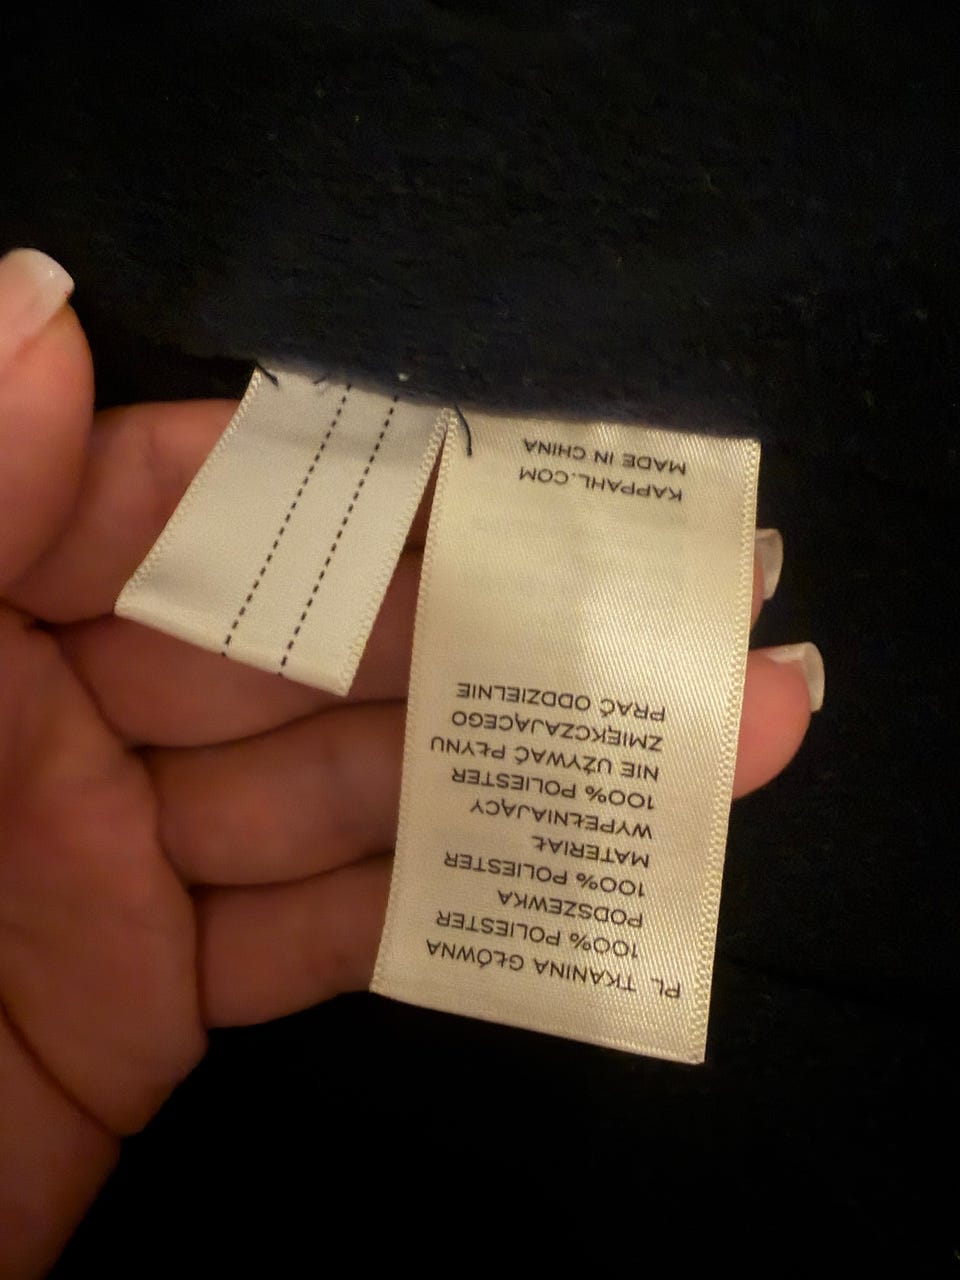 PL TKANINA GŁÓWNA
100% POLIESTER
PODSZEWKA
100% POLIESTER
MATERIAŁ
WYPEŁNIAJĄCY
100% POLIESTER
NIE UŻYWAĆ PŁYNU
ZMIĘKCZAJĄCEGO
PRAĆ ODDZIELNIE
KAPPAHL.COM
MADE IN CHINA